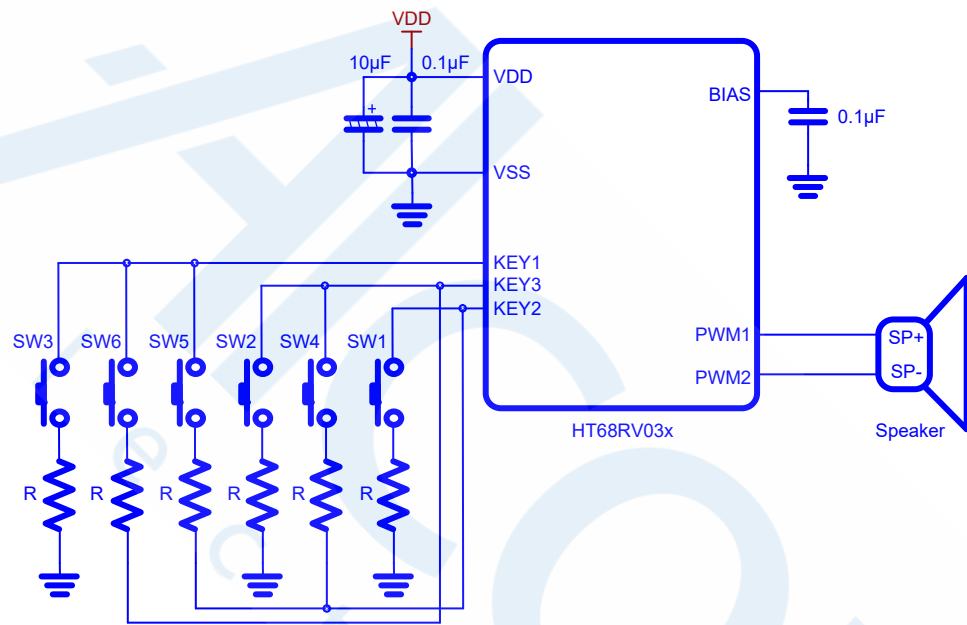 VDD
10µF
0.1µF
VDD
BIAS
0.1µF
VSS
KEY1
KEY3
KEY2
SW3
SW6
SW5
SW2
SW4
SW1
PWM1
SP+
PWM2
SP-
HT68RV03x
Speaker
R
R
R
R
R
R